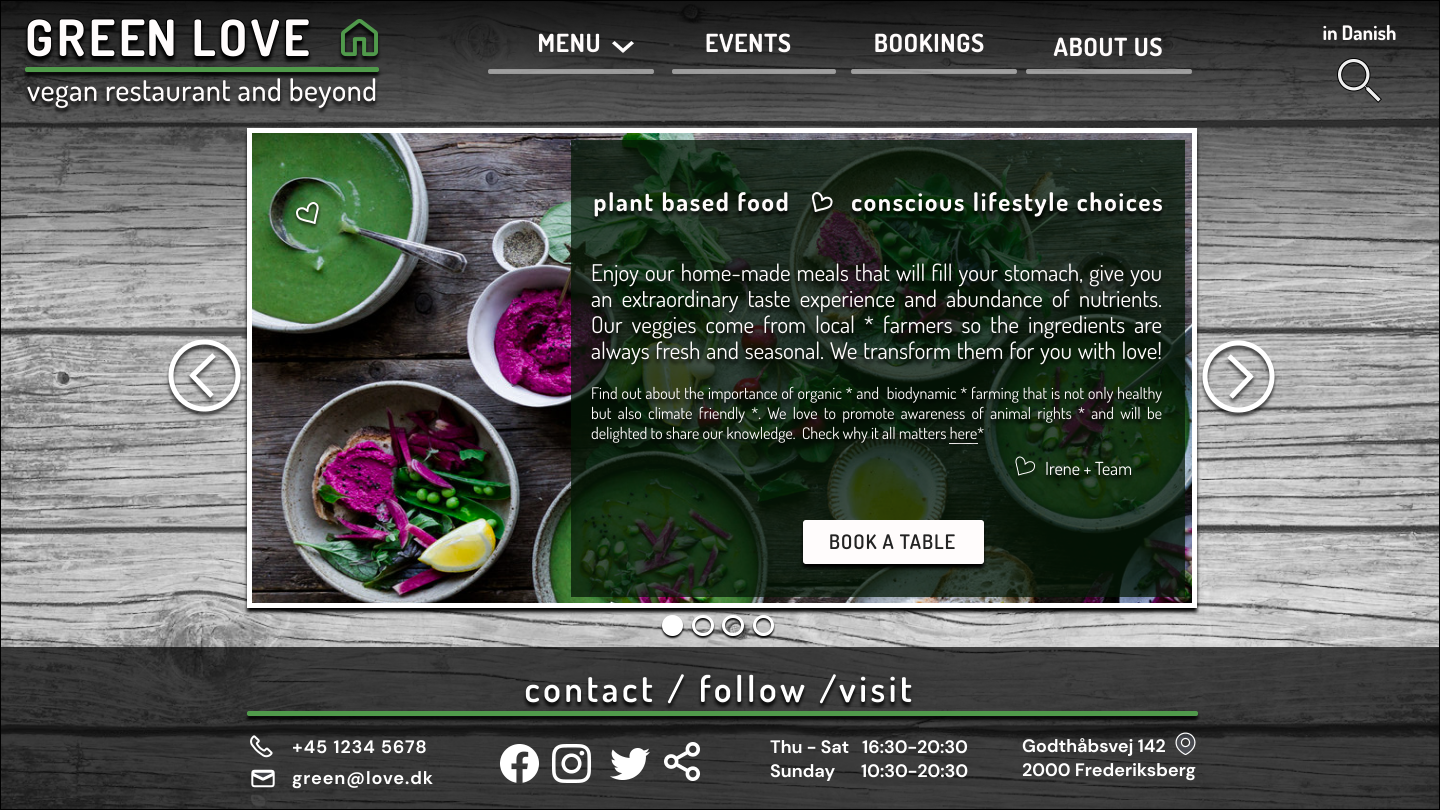 GREEN LOVE
vegan restaurant and beyond
MENU
EVENTS
BOOKINGS
ABOUT US
in Danish
plant based food
conscious lifestyle choices
Enjoy our home-made meals that will fill your stomach, give you
an extraordinary taste experience and abundance of nutrients.
Our veggies come from local * farmers so the ingredients are
always fresh and seasonal. We transform them for you with love!
Find out about the importance of organic * and biodynamic * farming that is not only healthy
but also climate friendly *. We love to promote awareness of animal rights * and will be
delighted to share our knowledge. Check why it all matters here*
Irene + Team
BOOK A TABLE
contact / follow /visit
+45 1234 5678
green@love.dk
Thu - Sat 16:30-20:30
Sunday 10:30-20:30
Godthåbsvej 142
2000 Frederiksberg